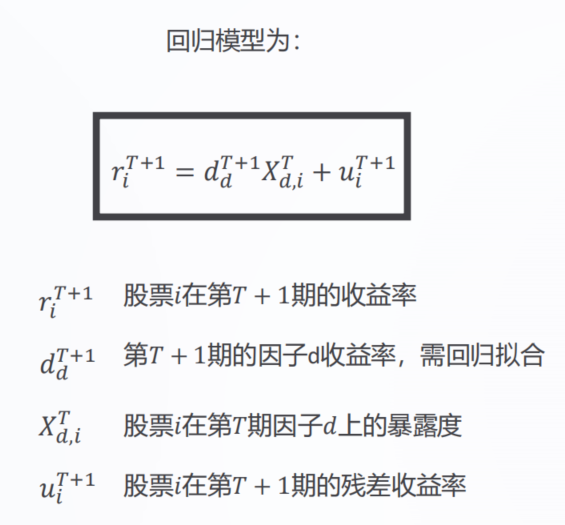 回归模型为：
$r_i^{T+1} = d_d^{T+1} X_{d,i}^T + u_i^{T+1}$
$r_i^{T+1}$ 股票$i$在第$T+1$期的收益率
$d_d^{T+1}$ 第$T+1$期的因子d收益率，需回归拟合
$X_{d,i}^T$ 股票$i$在第$T$期因子$d$上的暴露度
$u_i^{T+1}$ 股票$i$在第$T+1$期的残差收益率